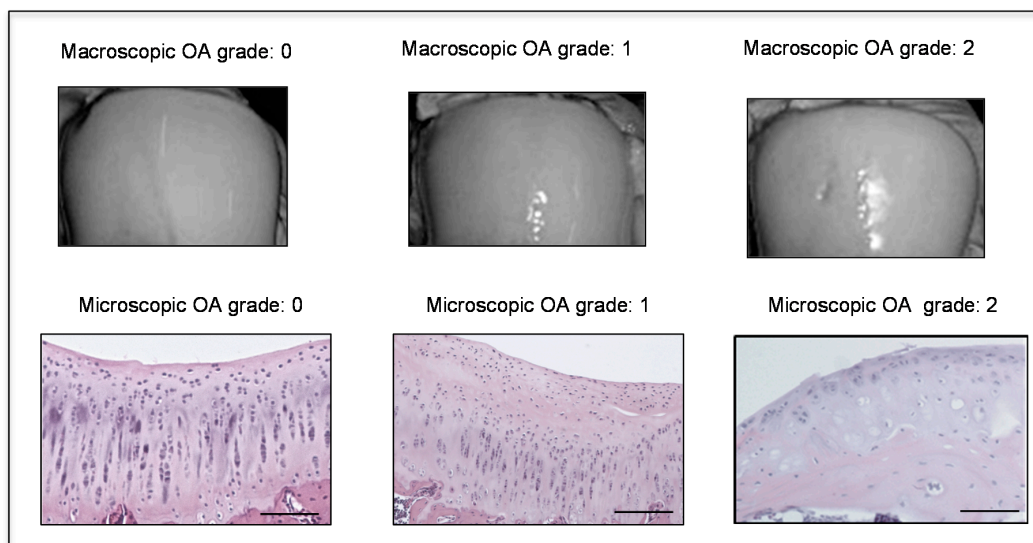 Macroscopic OA grade: 0
Macroscopic OA grade: 1
Macroscopic OA grade: 2
Microscopic OA grade: 0
Microscopic OA grade: 1
Microscopic OA  grade: 2